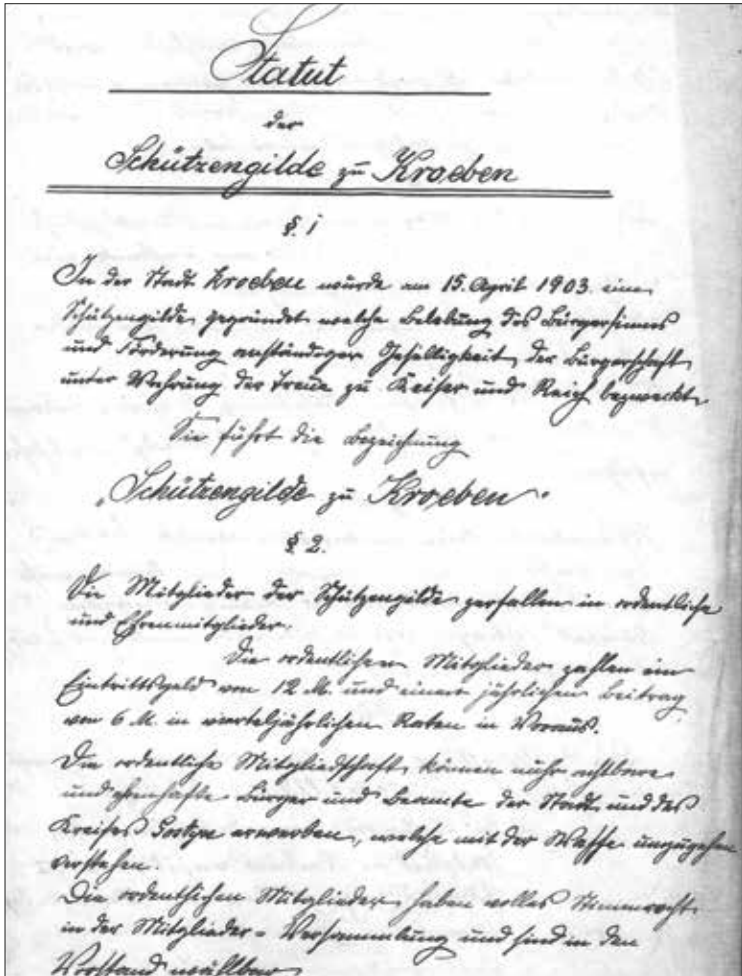 Statut
der
Schützengilde zu Kroeben
§. 1
In der Stadt Kroeben wurde am 15. April 1903. eine
Schützengilde gegründet welche Belebung des Bürgersinnes
und Förderung anständiger Geselligkeit der Bürgerschaft
unter Wahrung der Treue zu Keiser und Reich bezweckt.
Sie führt die Bezeichnung
„Schützengilde zu Kroeben".
§ 2.
Die Mitglieder der Schützengilde zerfallen in ordentliche
und Ehrenmitglieder.
Die ordentlichen Mitglieder zahlen ein
Eintrittsgeld von 12 M. und einen jährlichen Beitrag
von 6 M. in vierteljährlichen Raten in Voraus.
Die ordentliche Mitgliedschaft können nuhr achtbare
und ehrenhafte Bürger und Beamte der Stadt und des
Kreises Gostyn erwerben, welche mit der Waffe umzugehen
verstehen.
Die ordentlichen Mitglieder haben volles Stimmrecht
in der Mitglieder=Versammlung und sind in den
Vorstand wählbar